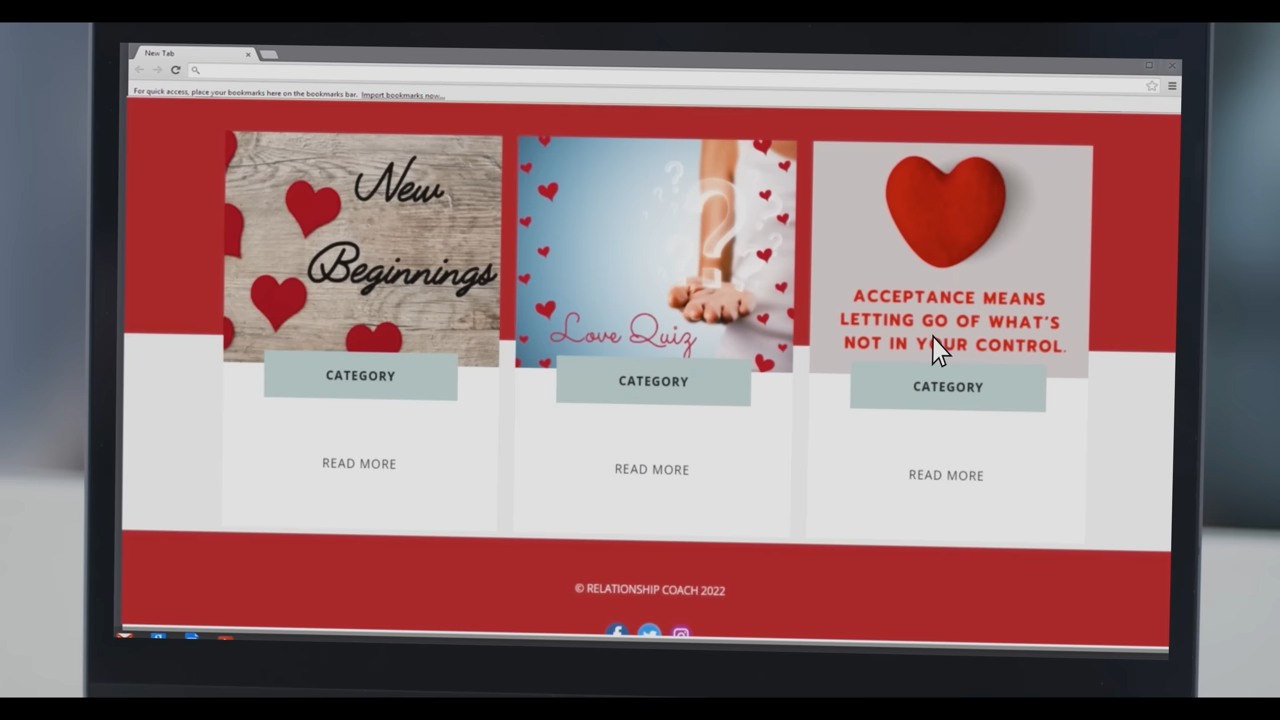 New Tab
For quick access, place your bookmarks here on the bookmarks bar. Import bookmarks now...
New
Beginnings
Love Quiz
ACCEPTANCE MEANS
LETTING GO OF WHAT'S
NOT IN YOUR CONTROL.
CATEGORY
CATEGORY
CATEGORY
READ MORE
READ MORE
READ MORE
© RELATIONSHIP COACH 2022